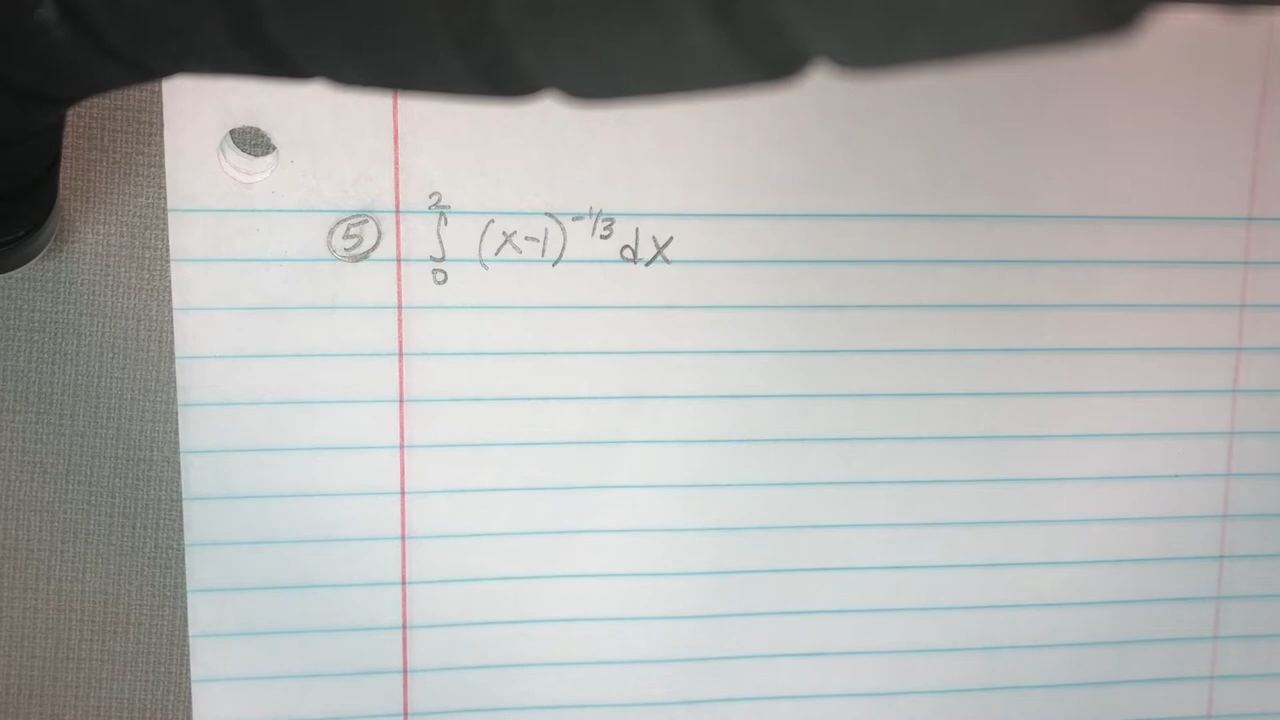 ⑤ ∫₀² (x-1)^{-1/3} dx